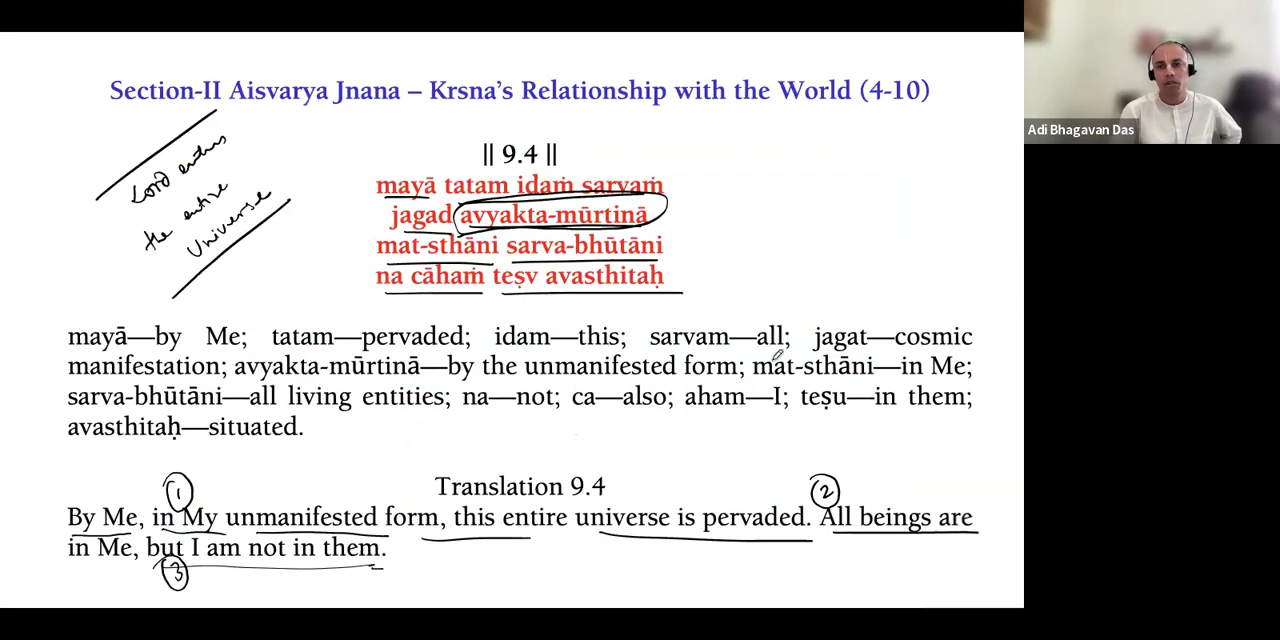 Section-II Aisvarya Jnana – Krsna's Relationship with the World (4-10)
Lord enters
the entire
Universe
|| 9.4 ||
mayā tatam idaṁ sarvaṁ
jagad avyakta-mūrtinā
mat-sthāni sarva-bhūtāni
na cāhaṁ teṣv avasthitaḥ
mayā—by Me; tatam—pervaded; idam—this; sarvam—all; jagat—cosmic
manifestation; avyakta-mūrtinā—by the unmanifested form; mat-sthāni—in Me;
sarva-bhūtāni—all living entities; na—not; ca—also; aham—I; teṣu—in them;
avasthitaḥ—situated.
Translation 9.4
1
2
By Me, in My unmanifested form, this entire universe is pervaded. All beings are
in Me, but I am not in them.
3
Adi Bhagavan Das